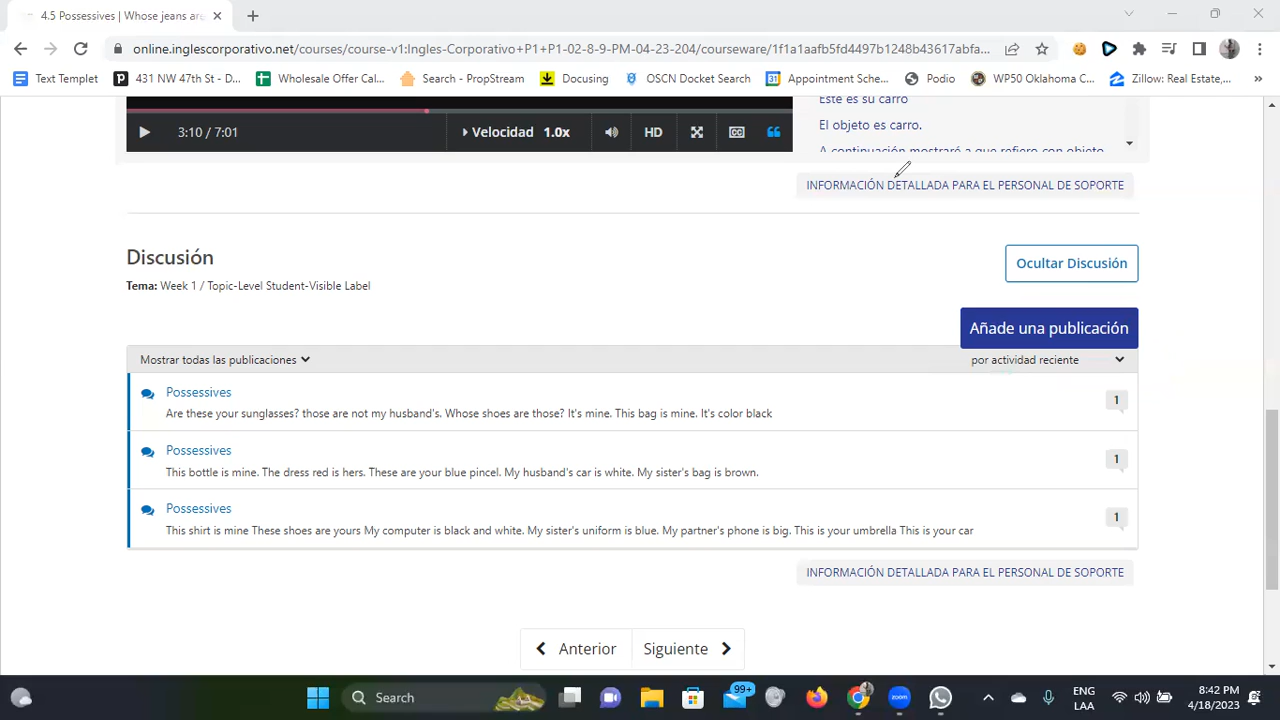 4.5 Possessives | Whose jeans are
online.inglescorporativo.net/courses/course-v1:Ingles-Corporativo+P1+P1-02-8-9-PM-04-23-204/courseware/1f1a1aafb5fd4497b1248b43617abfa...
Text Templet
431 NW 47th St - D...
Wholesale Offer Cal...
Search - PropStream
Docusing
OSCN Docket Search
Appointment Sche...
Podio
WP50 Oklahoma C...
Zillow: Real Estate,...
»
Este es su carro
El objeto es carro.
A continuación mostraré a que refiero con objeto
3:10 / 7:01
Velocidad 1.0x
HD
INFORMACIÓN DETALLADA PARA EL PERSONAL DE SOPORTE
Discusión
Ocultar Discusión
Tema: Week 1 / Topic-Level Student-Visible Label
Añade una publicación
Mostrar todas las publicaciones
por actividad reciente
Possessives
Are these your sunglasses? those are not my husband's. Whose shoes are those? It's mine. This bag is mine. It's color black
1
Possessives
This bottle is mine. The dress red is hers. These are your blue pincel. My husband's car is white. My sister's bag is brown.
1
Possessives
This shirt is mine These shoes are yours My computer is black and white. My sister's uniform is blue. My partner's phone is big. This is your umbrella This is your car
1
INFORMACIÓN DETALLADA PARA EL PERSONAL DE SOPORTE
Anterior
Siguiente
Search
99+
ENG
LAA
8:42 PM
4/18/2023